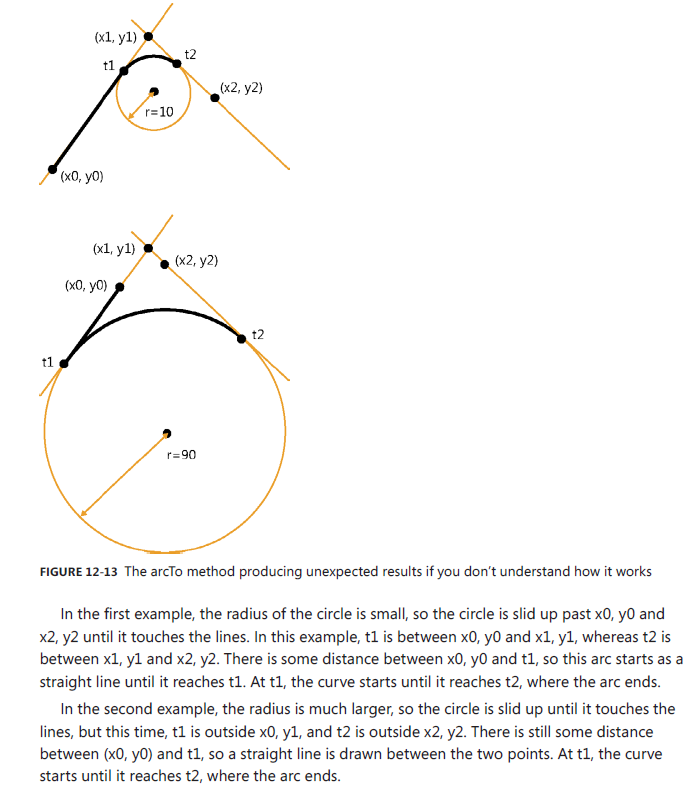 (x1, y1)
t2
t1
(x2, y2)
r=10
(x0, y0)
(x1, y1)
(x2, y2)
(x0, y0)
t2
t1
r=90
FIGURE 12-13 The arcTo method producing unexpected results if you don't understand how it works
In the first example, the radius of the circle is small, so the circle is slid up past x0, y0 and
x2, y2 until it touches the lines. In this example, t1 is between x0, y0 and x1, y1, whereas t2 is
between x1, y1 and x2, y2. There is some distance between x0, y0 and t1, so this arc starts as a
straight line until it reaches t1. At t1, the curve starts until it reaches t2, where the arc ends.
In the second example, the radius is much larger, so the circle is slid up until it touches the
lines, but this time, t1 is outside x0, y1, and t2 is outside x2, y2. There is still some distance
between (x0, y0) and t1, so a straight line is drawn between the two points. At t1, the curve
starts until it reaches t2, where the arc ends.